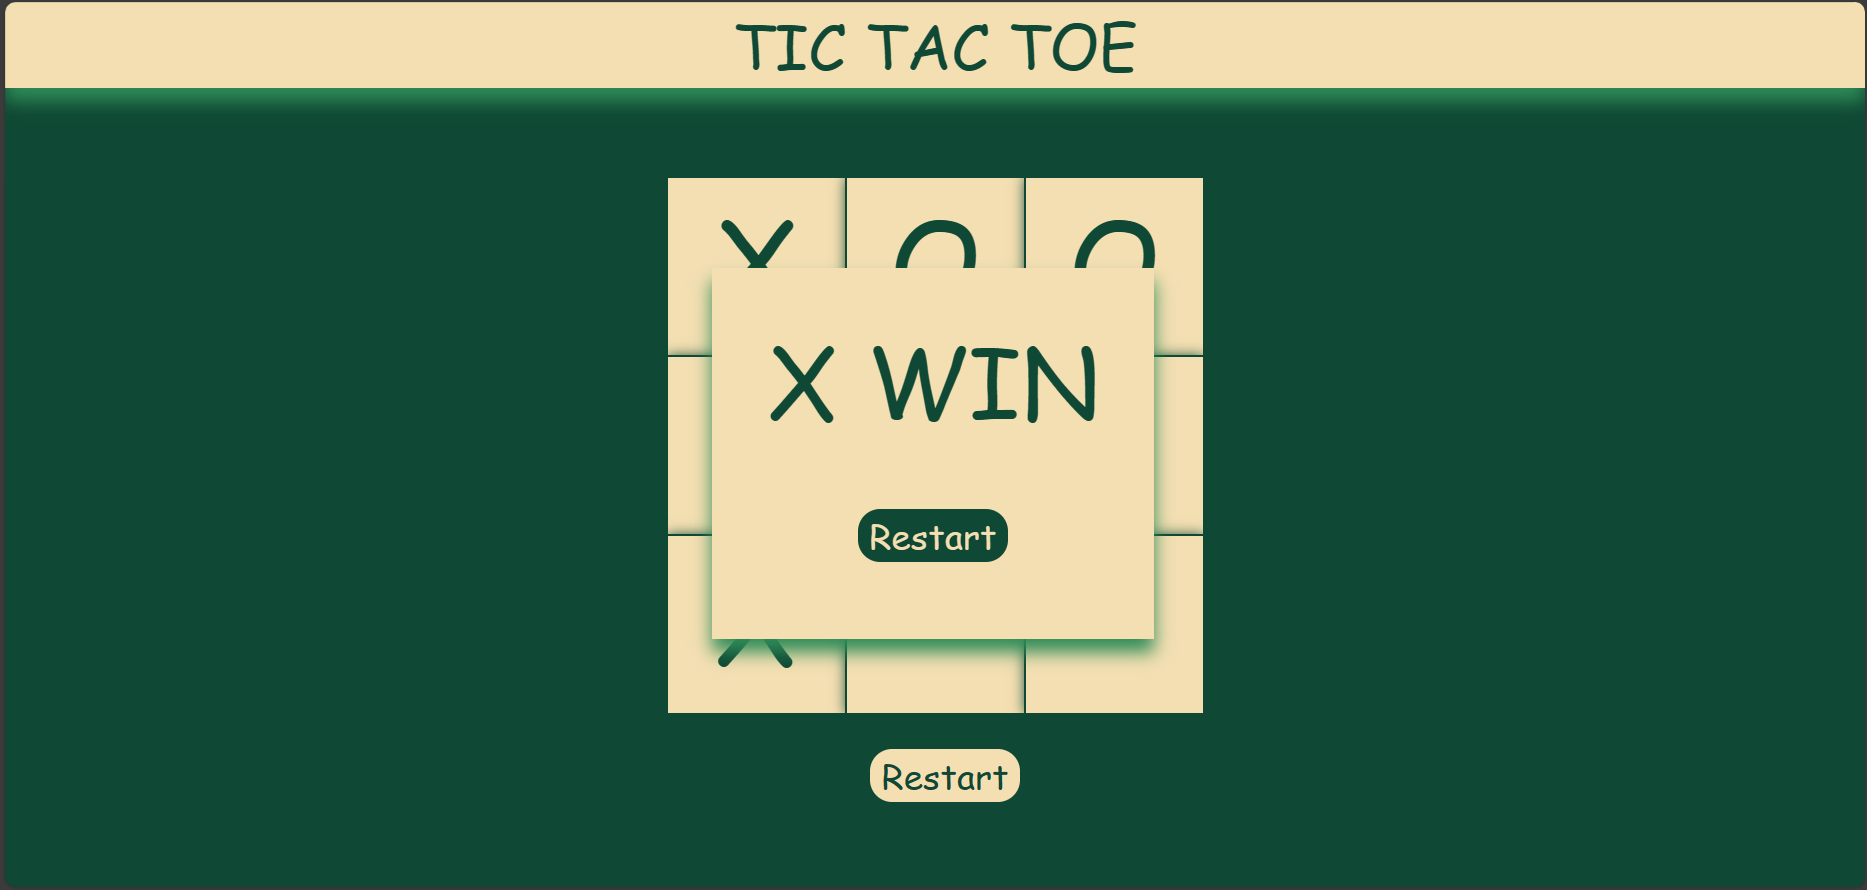 TIC TAC TOE
X O O
X WIN
Restart
X
Restart